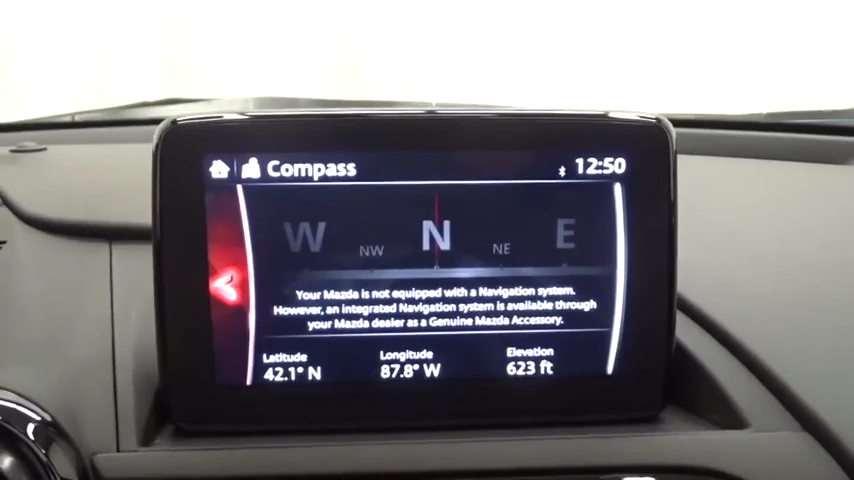 Compass
12:50
W NW N NE E
Your Mazda is not equipped with a Navigation system.
However, an integrated Navigation system is available through
your Mazda dealer as a Genuine Mazda Accessory.
Latitude Longitude Elevation
42.1° N 87.8° W 623 ft